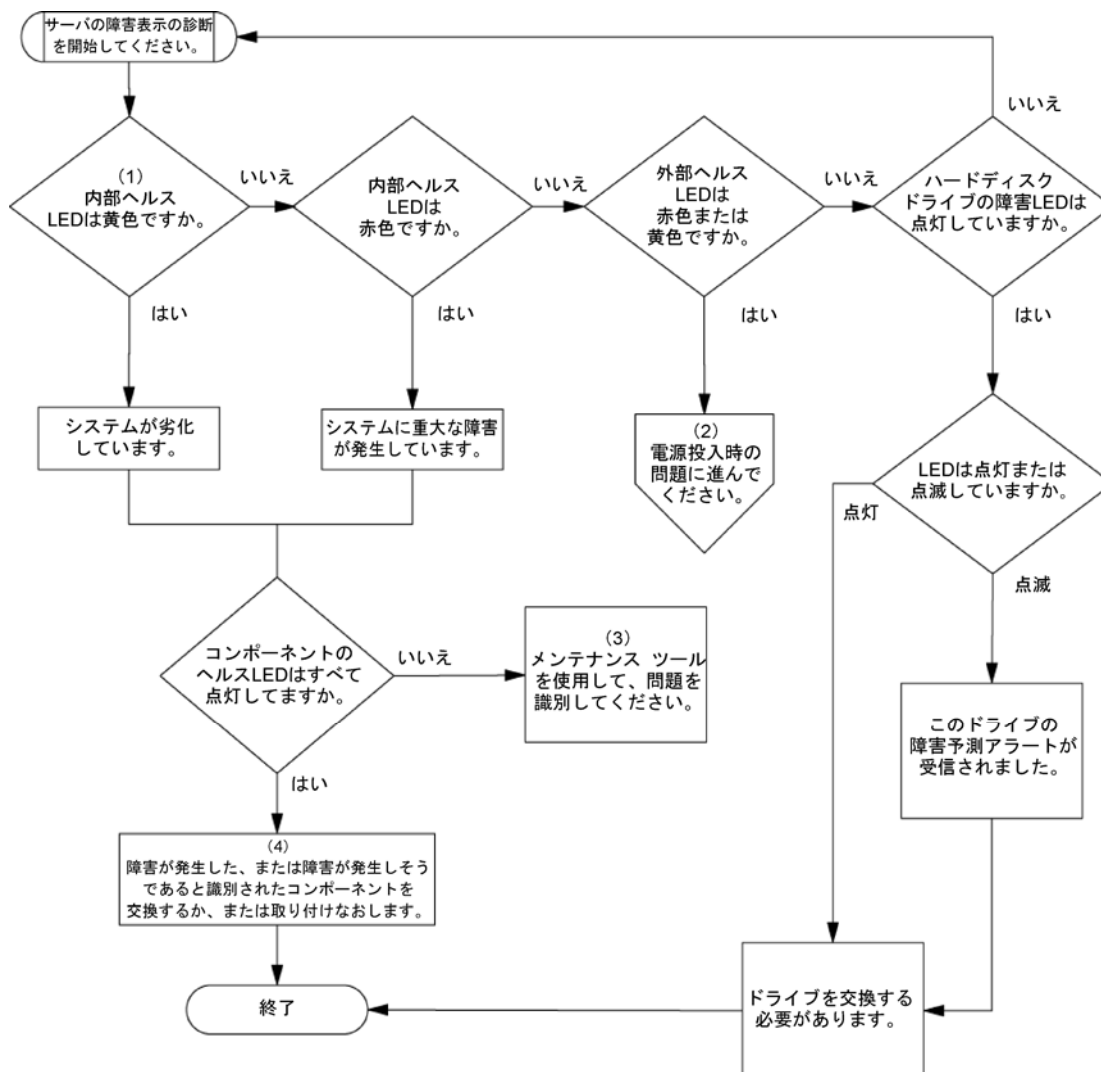 サーバの障害表示の診断
を開始してください。
いいえ
(1)
内部ヘルス
LEDは黄色ですか。
いいえ
内部ヘルス
LEDは
赤色ですか。
いいえ
外部ヘルス
LEDは
赤色または
黄色ですか。
いいえ
ハードディスク
ドライブの障害LEDは
点灯していますか。
はい
はい
はい
はい
システムが劣化
しています。
システムに重大な障害
が発生しています。
(2)
電源投入時の
問題に進んで
ください。
LEDは点灯または
点滅していますか。
点灯
点滅
コンポーネントの
ヘルスLEDはすべて
点灯してますか。
いいえ
(3)
メンテナンス ツール
を使用して、問題を
識別してください。
このドライブの
障害予測アラートが
受信されました。
はい
(4)
障害が発生した、または障害が発生しそう
であると識別されたコンポーネントを
交換するか、または取り付けなおします。
終了
ドライブを交換する
必要があります。